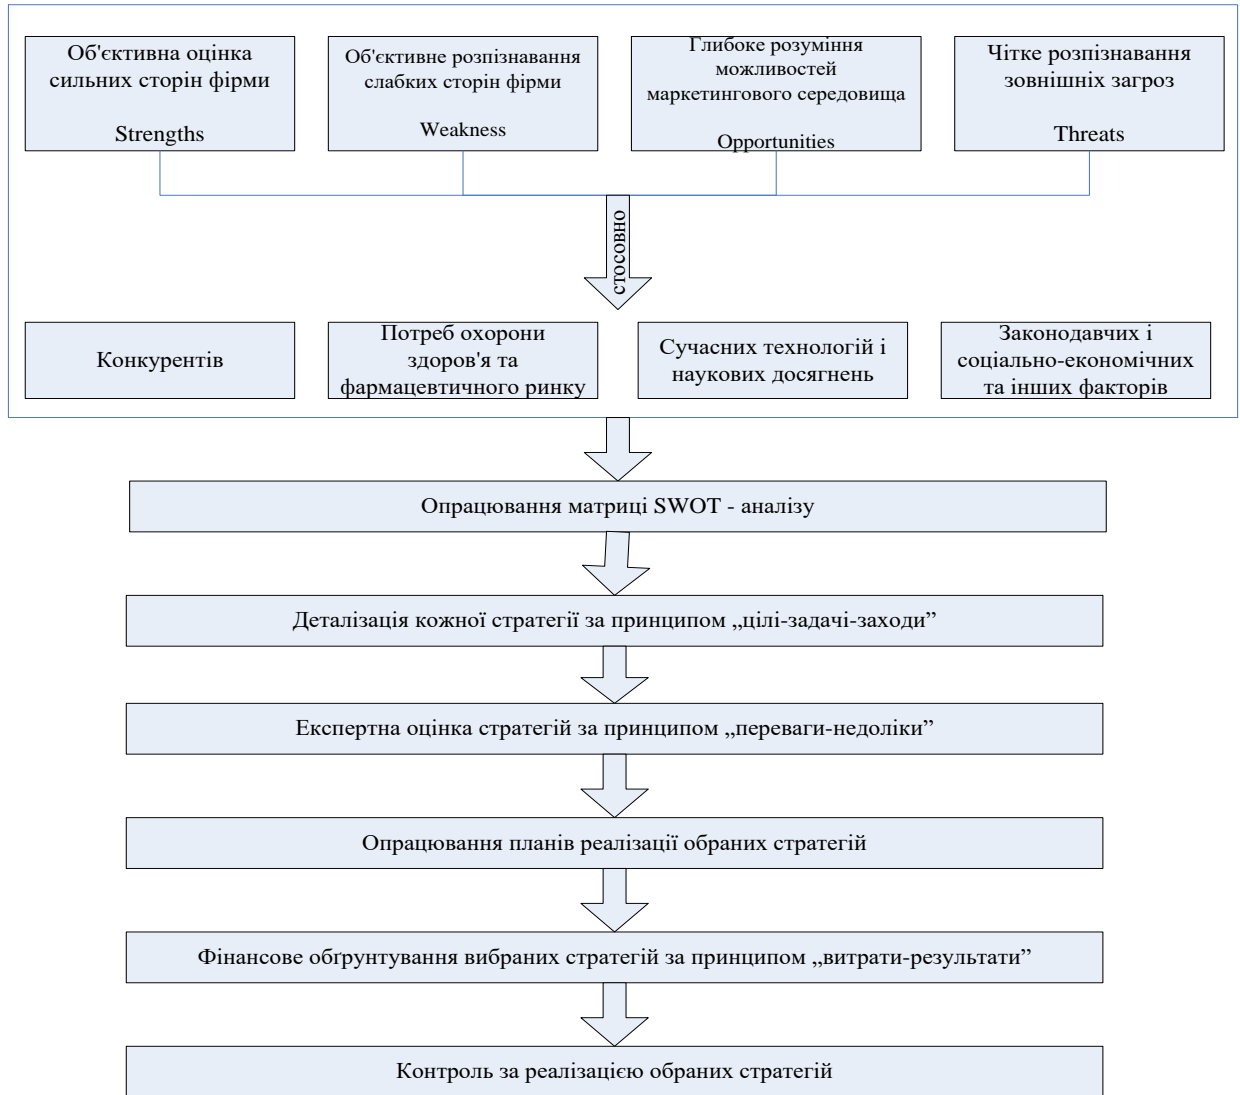 Об'єктивна оцінка
сильних сторін фірми
Strengths
Об'єктивне розпізнавання
слабких сторін фірми
Weakness
Глибоке розуміння
можливостей
маркетингового середовища
Opportunities
Чітке розпізнавання
зовнішніх загроз
Threats
стосовно
Конкурентів
Потреб охорони
здоров'я та
фармацевтичного ринку
Сучасних технологій і
наукових досягнень
Законодавчих і
соціально-економічних
та інших факторів
Опрацювання матриці SWOT - аналізу
Деталізація кожної стратегії за принципом „цілі-задачі-заходи”
Експертна оцінка стратегій за принципом „переваги-недоліки”
Опрацювання планів реалізації обраних стратегій
Фінансове обґрунтування вибраних стратегій за принципом „витрати-результати”
Контроль за реалізацією обраних стратегій